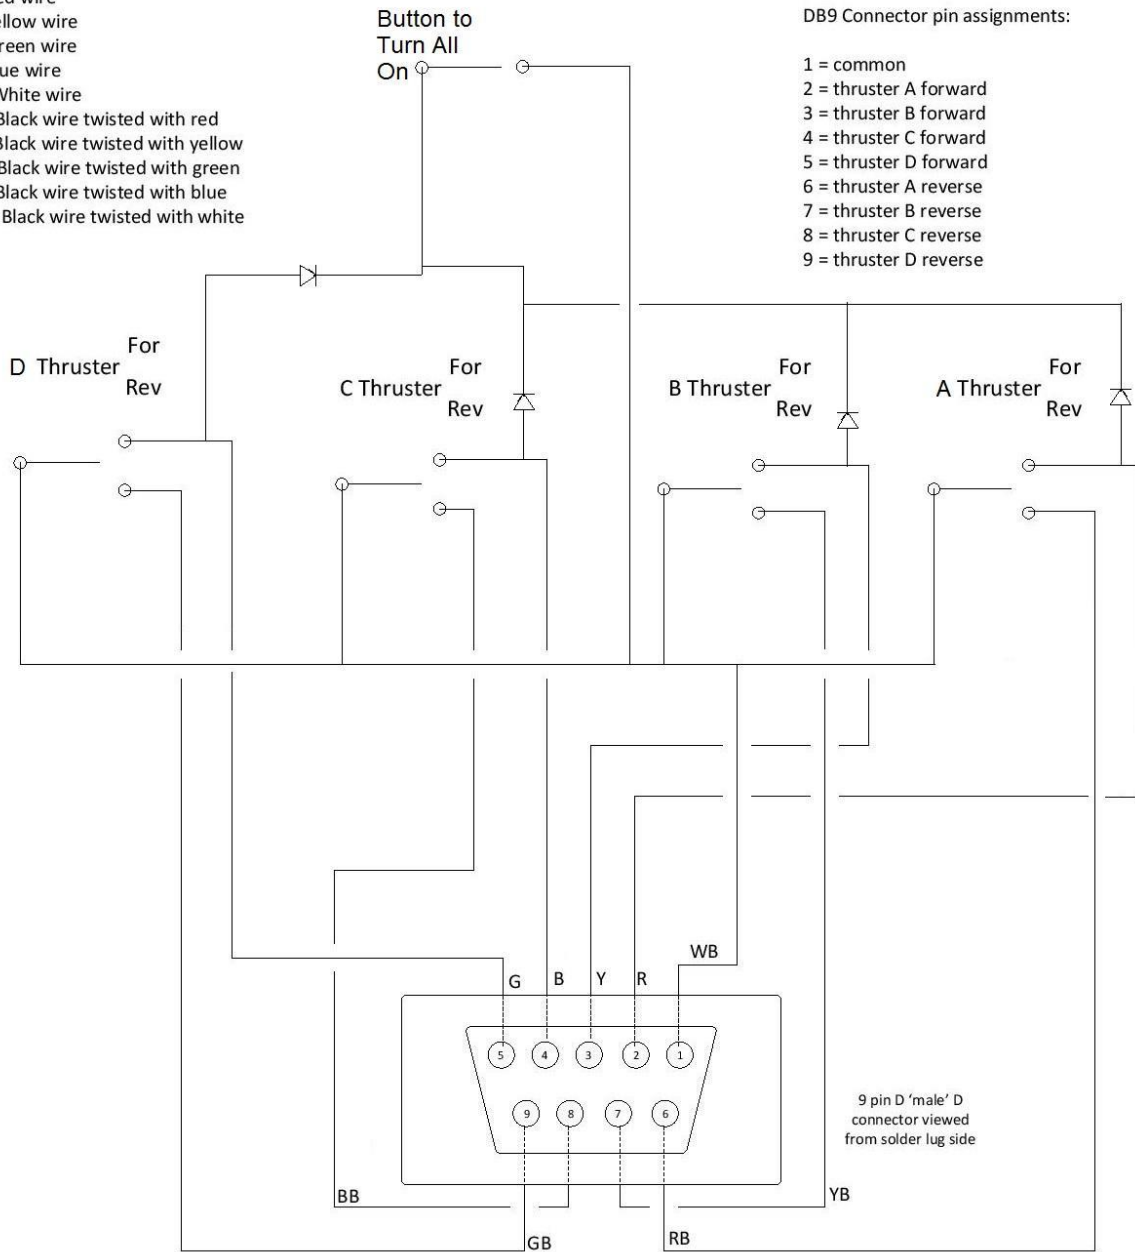 wire
wire
wire
wire
wire
Black wire twisted with red
Black wire twisted with yellow
Black wire twisted with green
Black wire twisted with blue
Black wire twisted with white
Button to
Turn All
On
DB9 Connector pin assignments:
1 = common
2 = thruster A forward
3 = thruster B forward
4 = thruster C forward
5 = thruster D forward
6 = thruster A reverse
7 = thruster B reverse
8 = thruster C reverse
9 = thruster D reverse
For
D Thruster
Rev
For
C Thruster
Rev
For
B Thruster
Rev
For
A Thruster
Rev
WB
G
B
Y
R
5
4
3
2
1
9
8
7
6
9 pin D ‘male’ D
connector viewed
from solder lug side
BB
YB
GB
RB